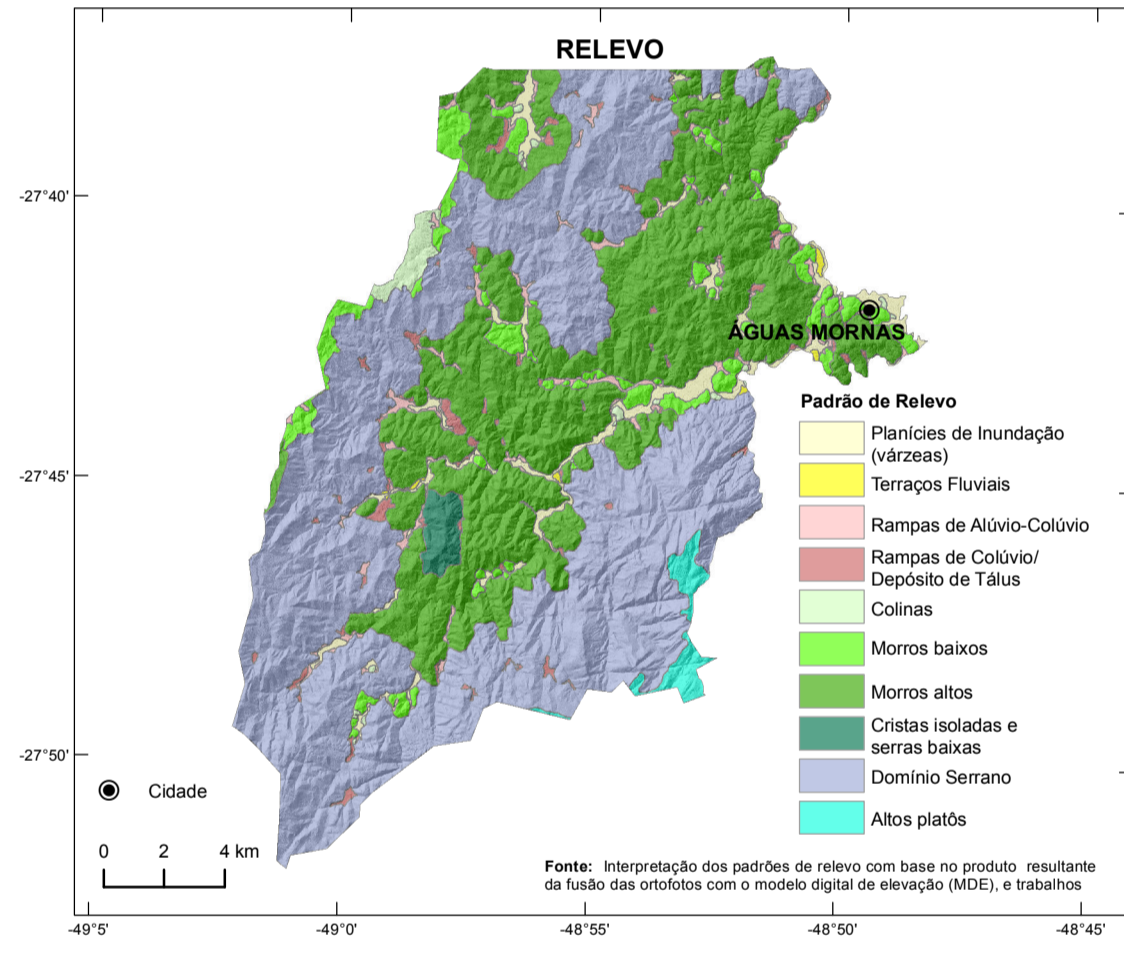 RELEVO
-27°40'
-27°45'
-27°50'
ÁGUAS MORNAS
Padrão de Relevo
Planícies de Inundação
(várzeas)
Terraços Fluviais
Rampas de Alúvio-Colúvio
Rampas de Colúvio/
Depósito de Tálus
Colinas
Morros baixos
Morros altos
Cristas isoladas e
serras baixas
Domínio Serrano
Altos platôs
Cidade
0 2 4 km
Fonte: Interpretação dos padrões de relevo com base no produto resultante
da fusão das ortofotos com o modelo digital de elevação (MDE), e trabalhos
-49°5' -49°0' -48°55' -48°50' -48°45'